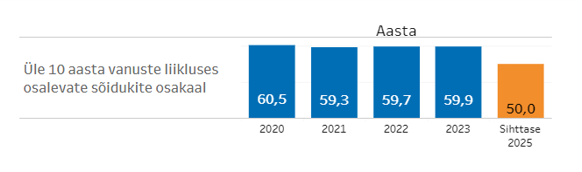 Aasta
Üle 10 aasta vanuste liikluses
osalevate sõidukite osakaal
60,5
59,3
59,7
59,9
50,0
2020
2021
2022
2023
Sihttase
2025